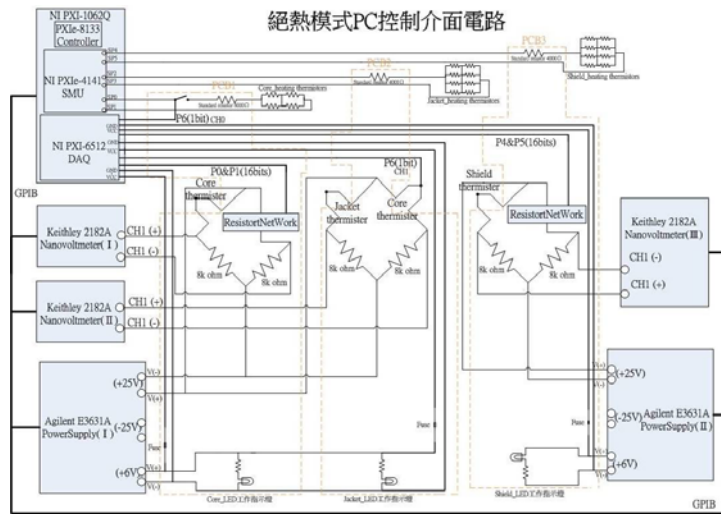 絕熱模式PC控制介面電路
NI PXI-1062Q
PXIe-8133
Controller
NI PXIe-4141
SMU
NI PXI-6512
DAQ
GPIB
PCB1
PCB2
PCB3
Core_heating thermistors
Jacket_heating thermistors
Shield_heating thermistors
P6(1bit) CH0
GND
VCC
GND
VCC
GND
VCC
P0&P1(16bits)
P6(1bit)
CH1
P4&P5(16bits)
Core
thermister
Jacket
thermister
Core
thermister
Shield
thermister
ResistortNetWork
ResistortNetWork
8k ohm
8k ohm
8k ohm
8k ohm
8k ohm
8k ohm
Keithley 2182A
Nanovoltmeter(Ⅰ)
CH1 (+)
CH1 (-)
Keithley 2182A
Nanovoltmeter(Ⅱ)
CH1 (+)
CH1 (-)
Keithley 2182A
Nanovoltmeter(Ⅲ)
CH1 (-)
CH1 (+)
Agilent E3631A
PowerSupply(Ⅰ)
(+25V)
(-25V)
(+6V)
V(-)
V(+)
V(+)
V(-)
Fuse
Fuse
Fuse
Agilent E3631A
PowerSupply(Ⅱ)
(+25V)
(-25V)
(+6V)
V(+)
V(-)
V(+)
V(-)
Core_LED工作指示燈
Jacket_LED工作指示燈
Shield_LED工作指示燈
GPIB